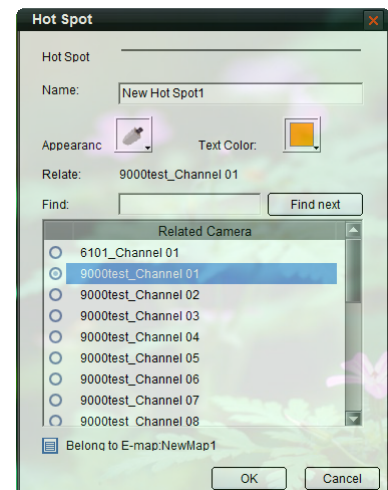 Hot Spot
Hot Spot
Name: New Hot Spot1
Appearanc Text Color:
Relate: 9000test_Channel 01
Find: Find next
Related Camera
6101_Channel 01
9000test_Channel 01
9000test_Channel 02
9000test_Channel 03
9000test_Channel 04
9000test_Channel 05
9000test_Channel 06
9000test_Channel 07
9000test_Channel 08
Belong to E-map:NewMap1
OK Cancel